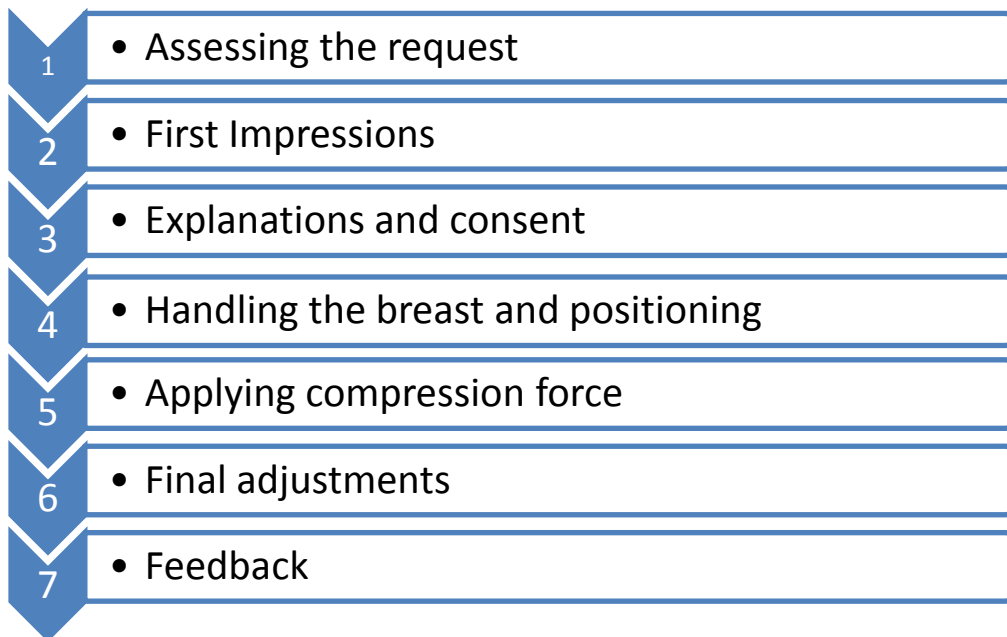 1 • Assessing the request
2 • First Impressions
3 • Explanations and consent
4 • Handling the breast and positioning
5 • Applying compression force
6 • Final adjustments
7 • Feedback